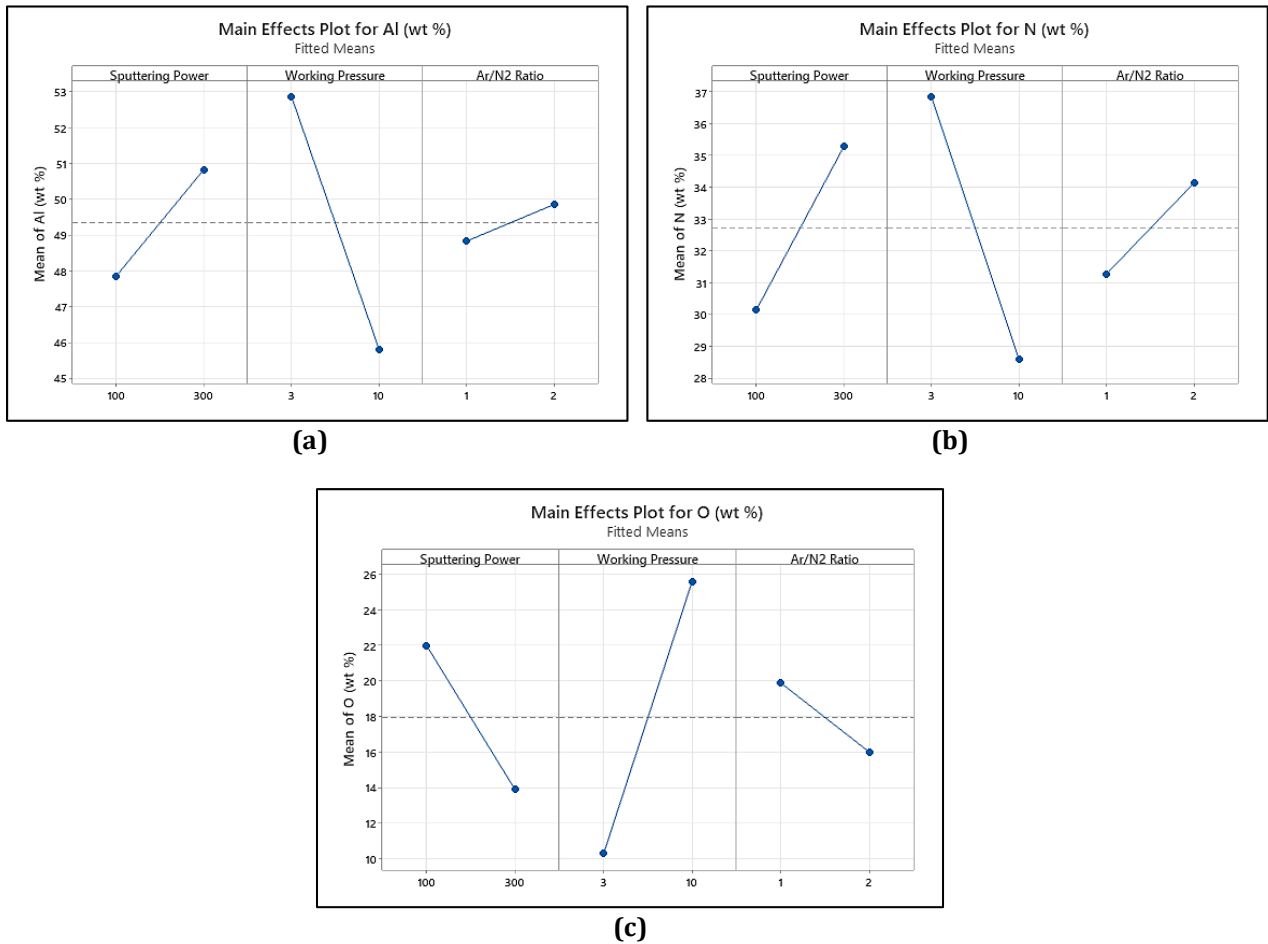 Main Effects Plot for Al (wt %)
Fitted Means
Sputtering Power Working Pressure Ar/N2 Ratio
Mean of Al (wt %)
53
52
51
50
49
48
47
46
45
100 300 3 10 1 2
(a)
Main Effects Plot for N (wt %)
Fitted Means
Sputtering Power Working Pressure Ar/N2 Ratio
Mean of N (wt %)
37
36
35
34
33
32
31
30
29
28
100 300 3 10 1 2
(b)
Main Effects Plot for O (wt %)
Fitted Means
Sputtering Power Working Pressure Ar/N2 Ratio
Mean of O (wt %)
26
24
22
20
18
16
14
12
10
100 300 3 10 1 2
(c)